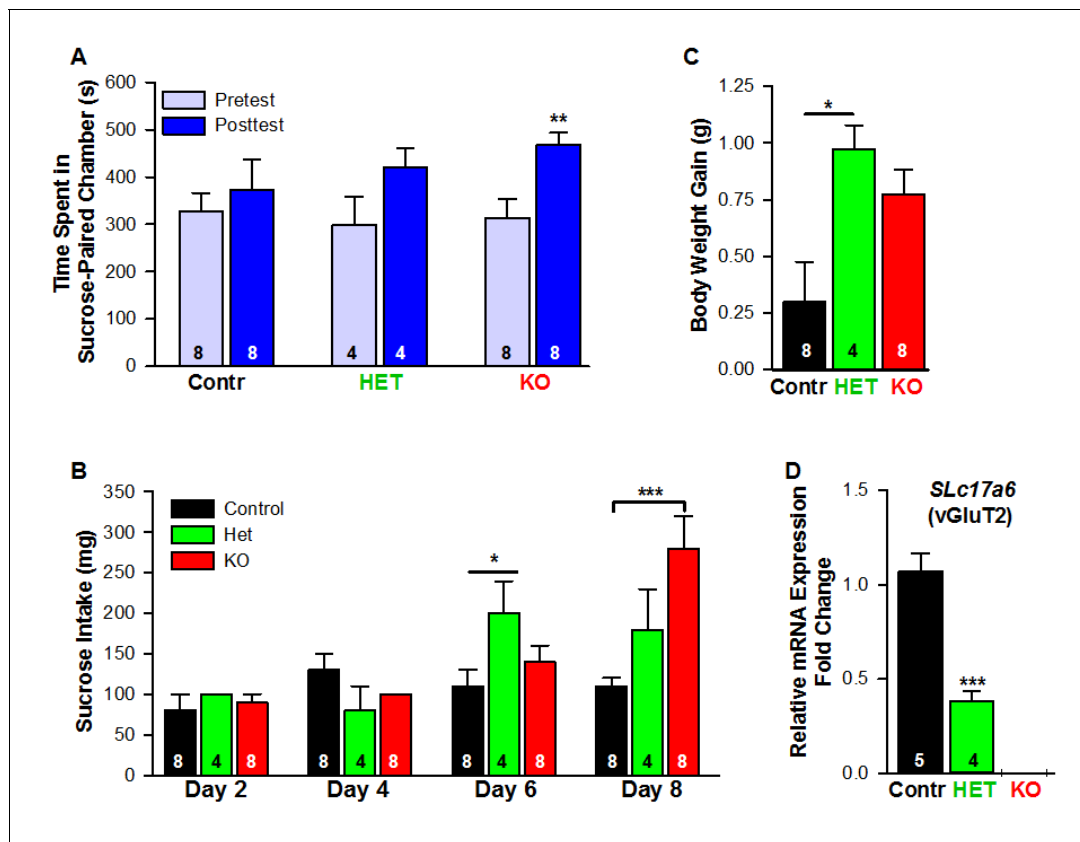 A
Time Spent in
Sucrose-Paired Chamber (s)
600
500
400
300
200
100
0
Pretest
Posttest
**
8
8
4
4
8
8
Contr
HET
KO
C
Body Weight Gain (g)
1.25
1.00
0.75
0.50
0.25
0.00
*
8
4
8
Contr
HET
KO
B
Sucrose Intake (mg)
350
300
250
200
150
100
50
0
Control
Het
KO
*
***
8
4
8
8
4
8
8
4
8
8
4
8
Day 2
Day 4
Day 6
Day 8
D
Relative mRNA Expression
Fold Change
1.5
1.0
0.5
0.0
SLc17a6
(vGluT2)
***
5
4
Contr
HET
KO